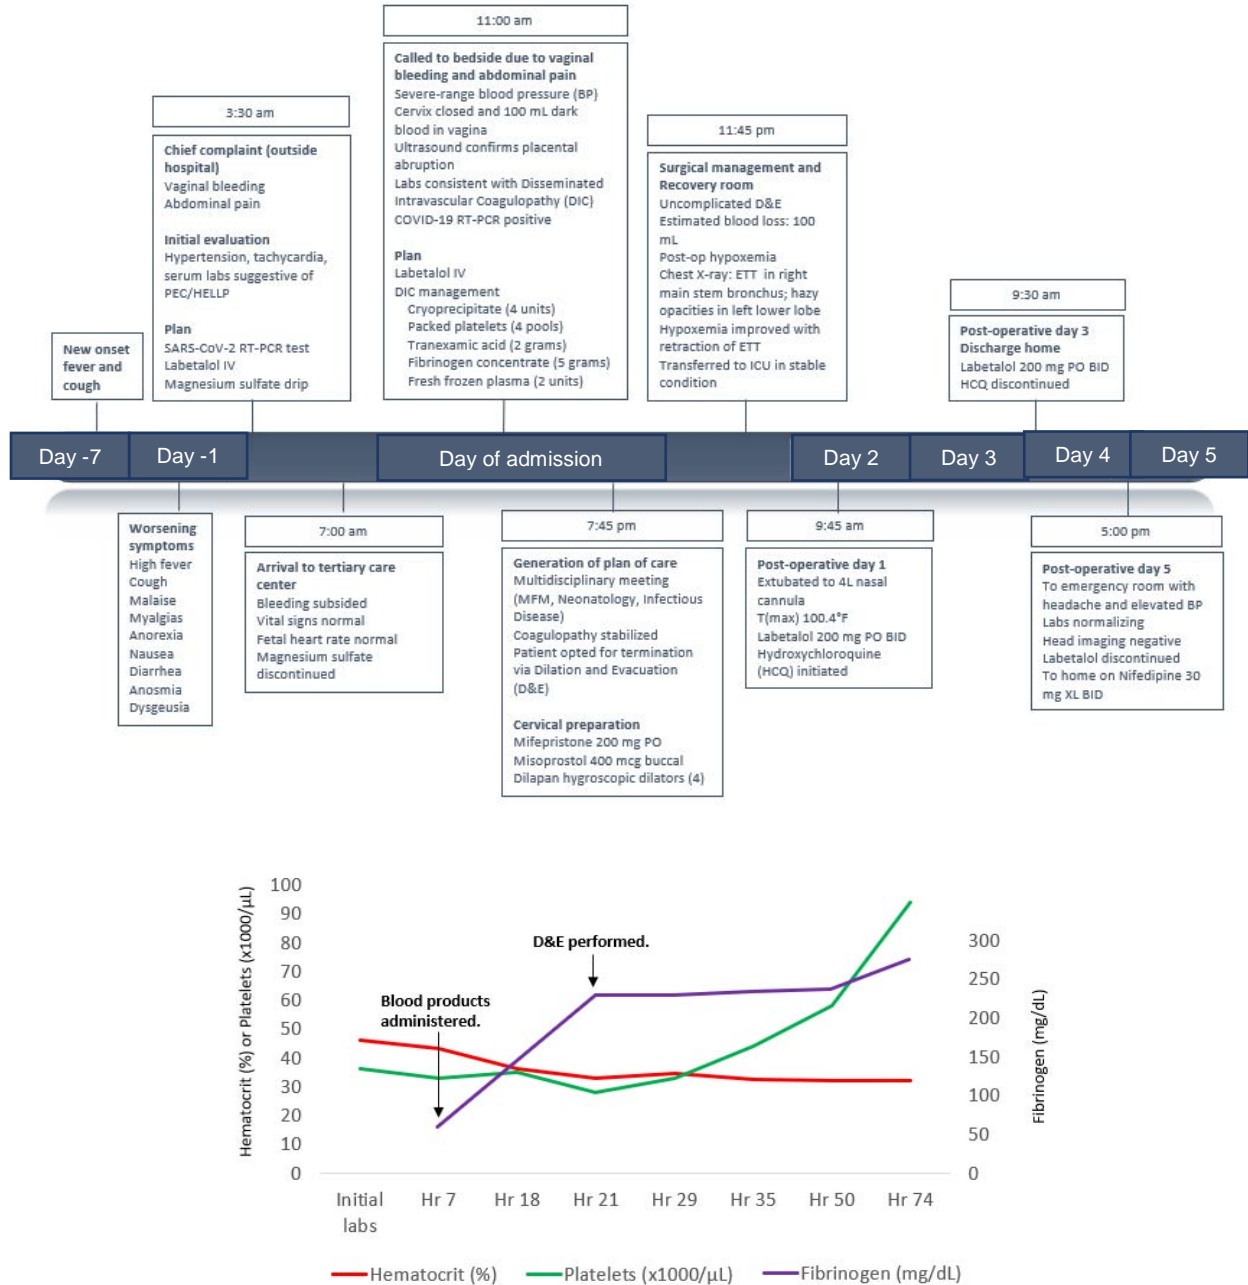 11:00 am
Called to bedside due to vaginal
bleeding and abdominal pain
Severe-range blood pressure (BP)
Cervix closed and 100 mL dark
blood in vagina
Ultrasound confirms placental
abruption
Labs consistent with Disseminated
Intravascular Coagulopathy (DIC)
COVID-19 RT-PCR positive
Plan
Labetalol IV
DIC management
Cryoprecipitate (4 units)
Packed platelets (4 pools)
Tranexamic acid (2 grams)
Fibrinogen concentrate (5 grams)
Fresh frozen plasma (2 units)
3:30 am
Chief complaint (outside
hospital)
Vaginal bleeding
Abdominal pain
Initial evaluation
Hypertension, tachycardia,
serum labs suggestive of
PEC/HELLP
Plan
SARS-CoV-2 RT-PCR test
Labetalol IV
Magnesium sulfate drip
11:45 pm
Surgical management and
Recovery room
Uncomplicated D&E
Estimated blood loss: 100
mL
Post-op hypoxemia
Chest X-ray: ETT in right
main stem bronchus; hazy
opacities in left lower lobe
Hypoxemia improved with
retraction of ETT
Transferred to ICU in stable
condition
9:30 am
Post-operative day 3
Discharge home
Labetalol 200 mg PO BID
HCQ discontinued
New onset
fever and
cough
Day -7
Day -1
Day of admission
Day 2
Day 3
Day 4
Day 5
Worsening
symptoms
High fever
Cough
Malaise
Myalgias
Anorexia
Nausea
Diarrhea
Anosmia
Dysgeusia
7:00 am
Arrival to tertiary care
center
Bleeding subsided
Vital signs normal
Fetal heart rate normal
Magnesium sulfate
discontinued
7:45 pm
Generation of plan of care
Multidisciplinary meeting
(MFM, Neonatology, Infectious
Disease)
Coagulopathy stabilized
Patient opted for termination
via Dilation and Evacuation
(D&E)
Cervical preparation
Mifepristone 200 mg PO
Misoprostol 400 mcg buccal
Dilapan hygroscopic dilators (4)
9:45 am
Post-operative day 1
Extubated to 4L nasal
cannula
T(max) 100.4°F
Labetalol 200 mg PO BID
Hydroxychloroquine
(HCQ) initiated
5:00 pm
Post-operative day 5
To emergency room with
headache and elevated BP
Labs normalizing
Head imaging negative
Labetalol discontinued
To home on Nifedipine 30
mg XL BID
Hematocrit (%) or Platelets (x1000/µL)
100
90
80
70
60
50
40
30
20
10
0
Blood products
administered.
D&E performed.
300
250
200
150
100
50
0
Fibrinogen (mg/dL)
Initial
labs
Hr 7
Hr 18
Hr 21
Hr 29
Hr 35
Hr 50
Hr 74
Hematocrit (%)
Platelets (x1000/µL)
Fibrinogen (mg/dL)